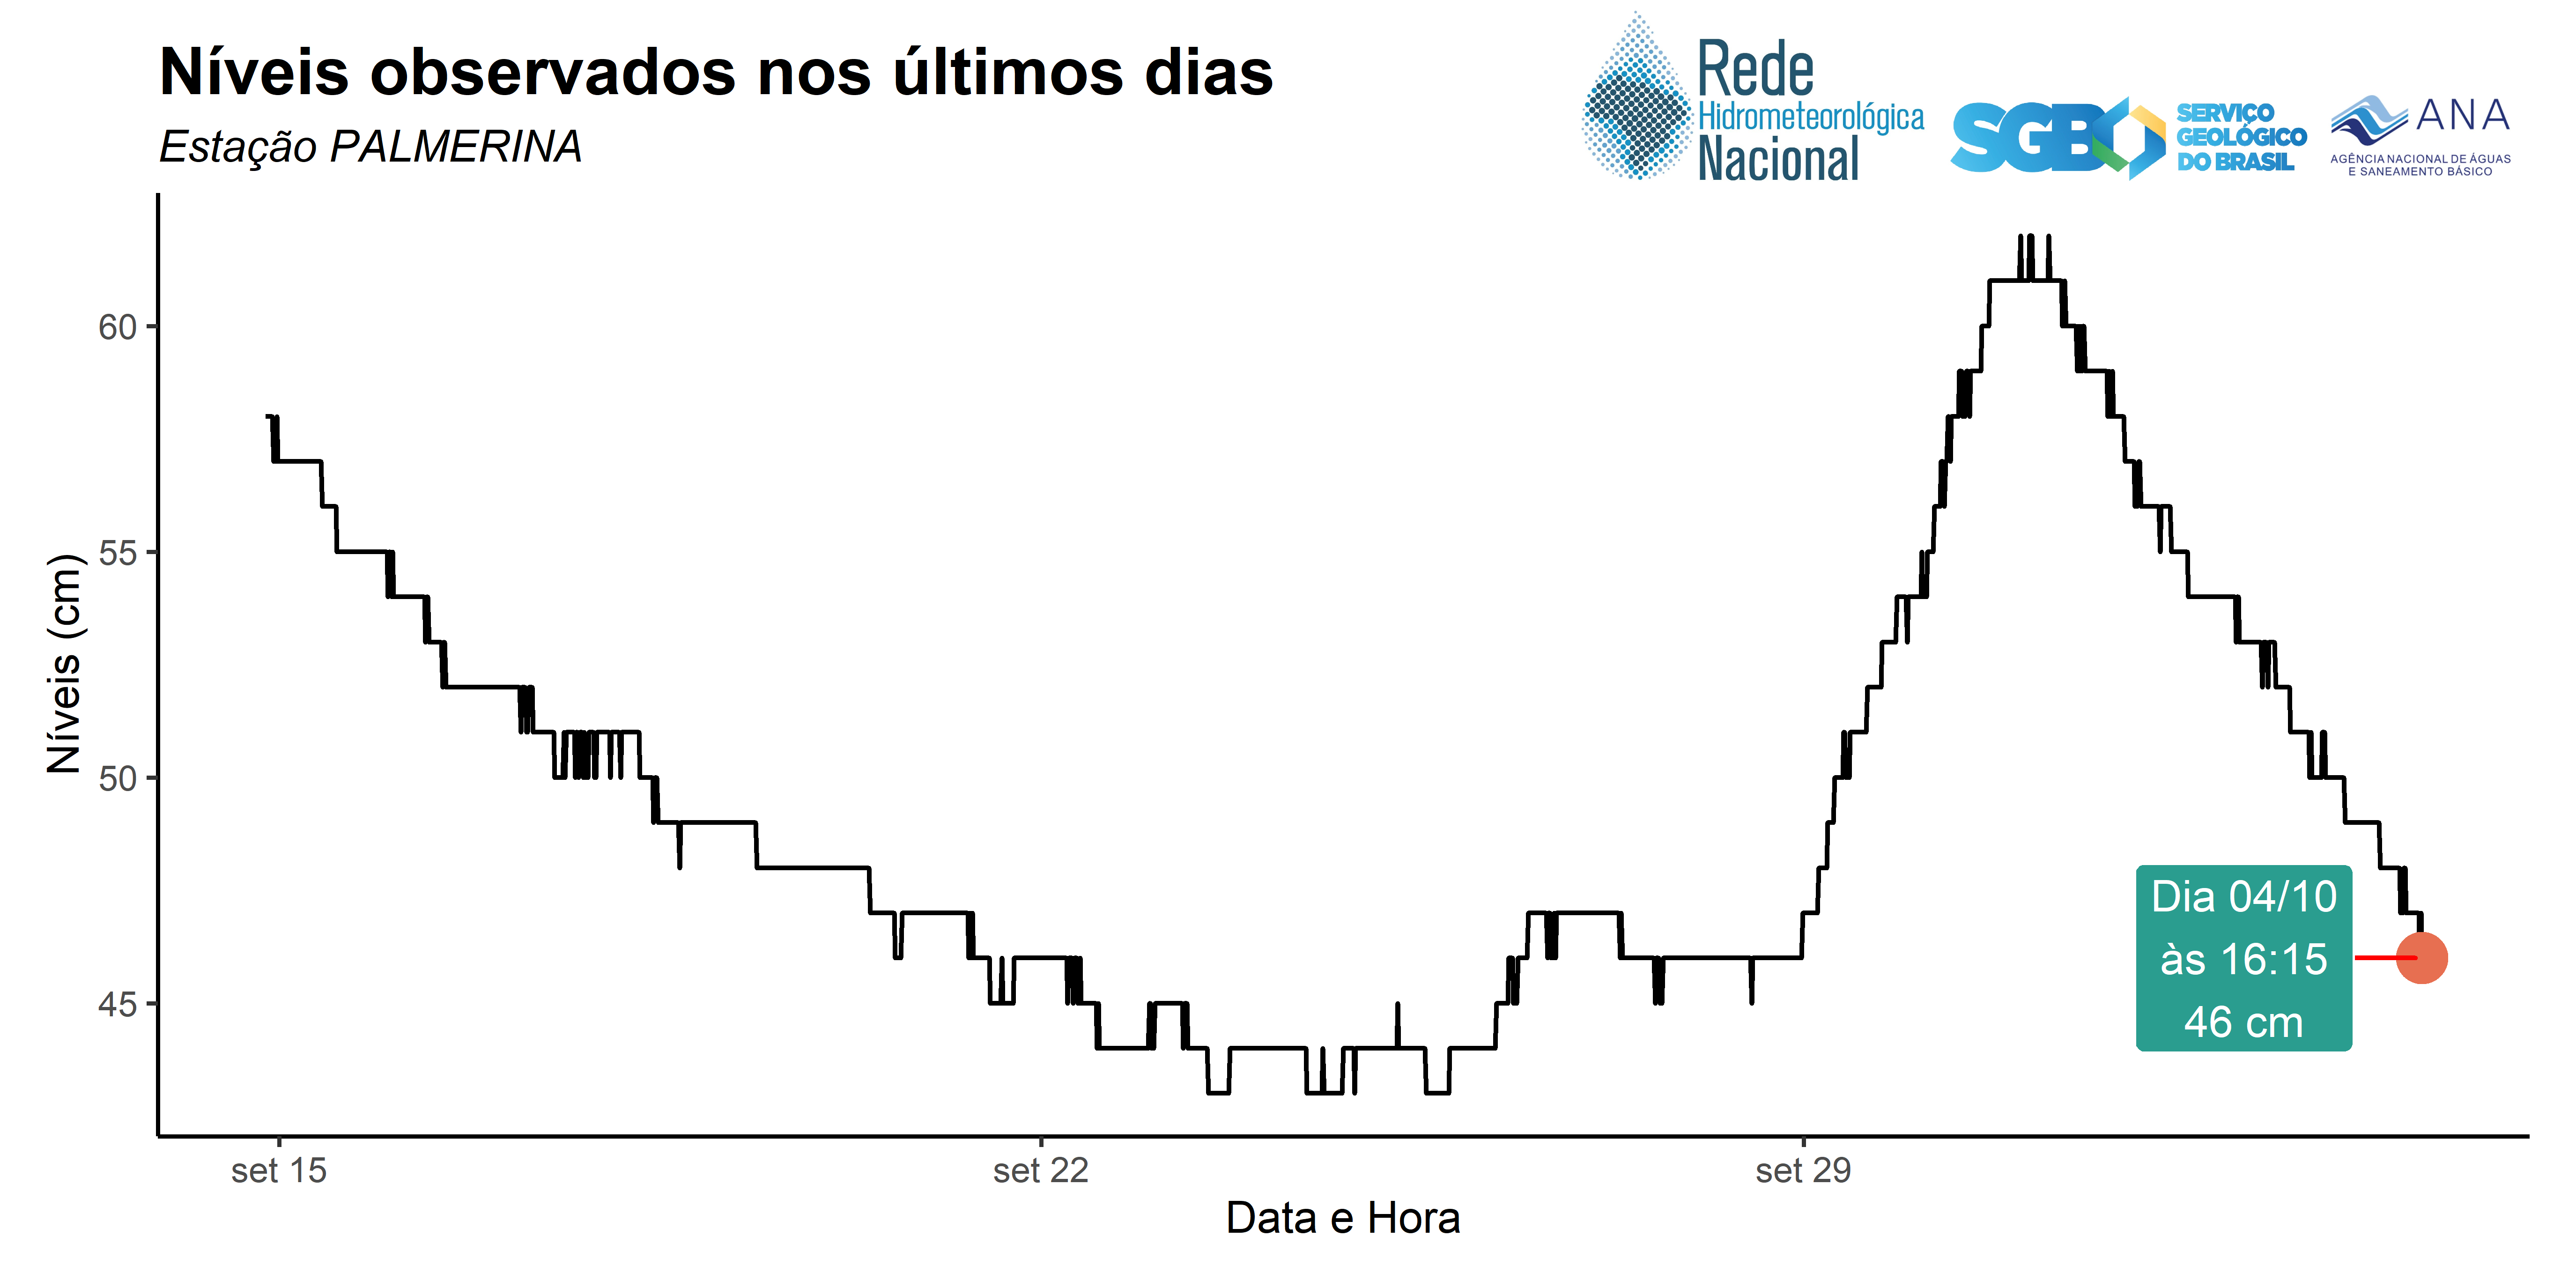 Níveis observados nos últimos dias
Estação PALMERINA
Rede
Hidrometeorológica
Nacional
SGB
SERVIÇO
GEOLÓGICO
DO BRASIL
ANA
AGÊNCIA NACIONAL DE ÁGUAS
E SANEAMENTO BÁSICO
Níveis (cm)
60
55
50
45
Dia 04/10
às 16:15
46 cm
set 15
set 22
set 29
Data e Hora